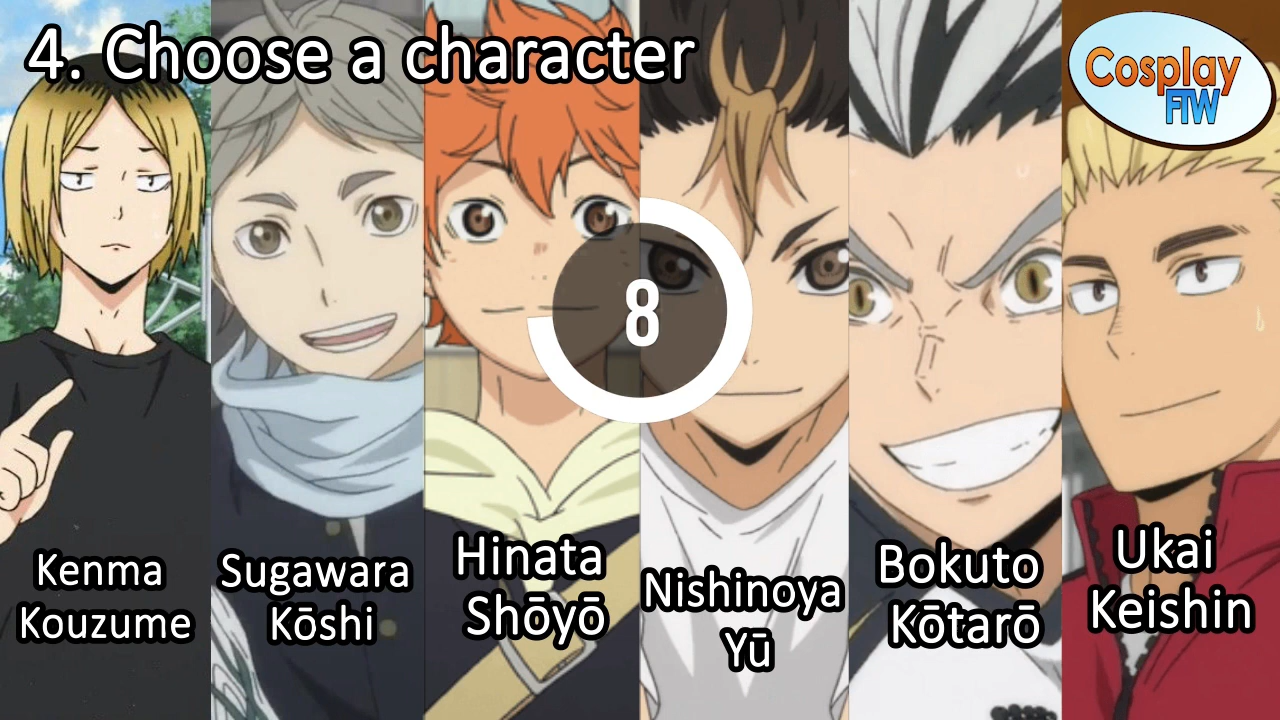 4. Choose a character
Cosplay
FTW
8
Kenma
Kouzume
Sugawara
Kōshi
Hinata
Shōyō
Nishinoya
Yū
Bokuto
Kōtarō
Ukai
Keishin